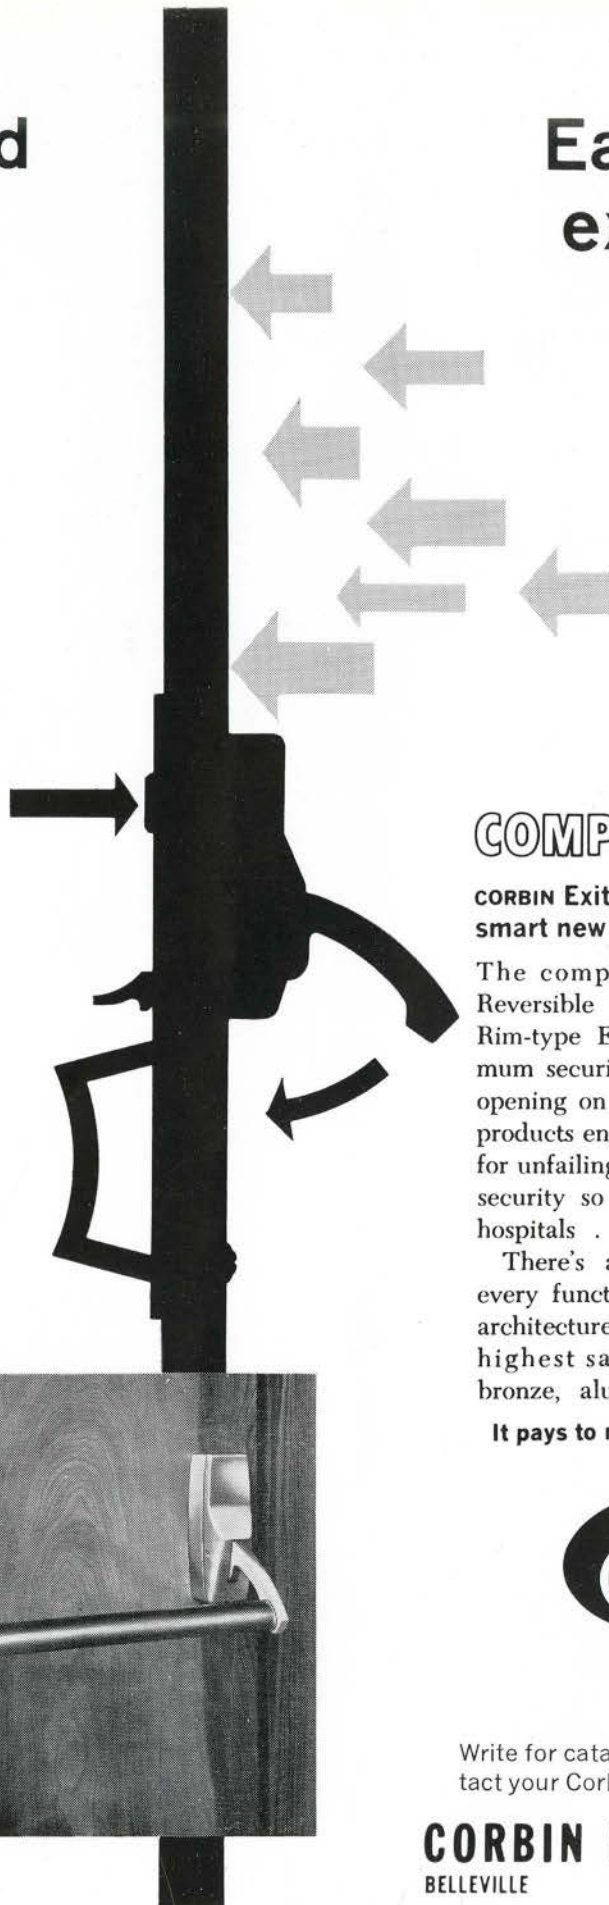 d
Ea
ex
COMP
CORBIN Exit
smart new
The comp
Reversible
Rim-type E
mum securi
opening on
products en
for unfailing
security so
hospitals .
There's a
every funct
architecture
highest sa
bronze, alu
It pays to r
Write for cata
tact your Corl
CORBIN
BELLEVILLE